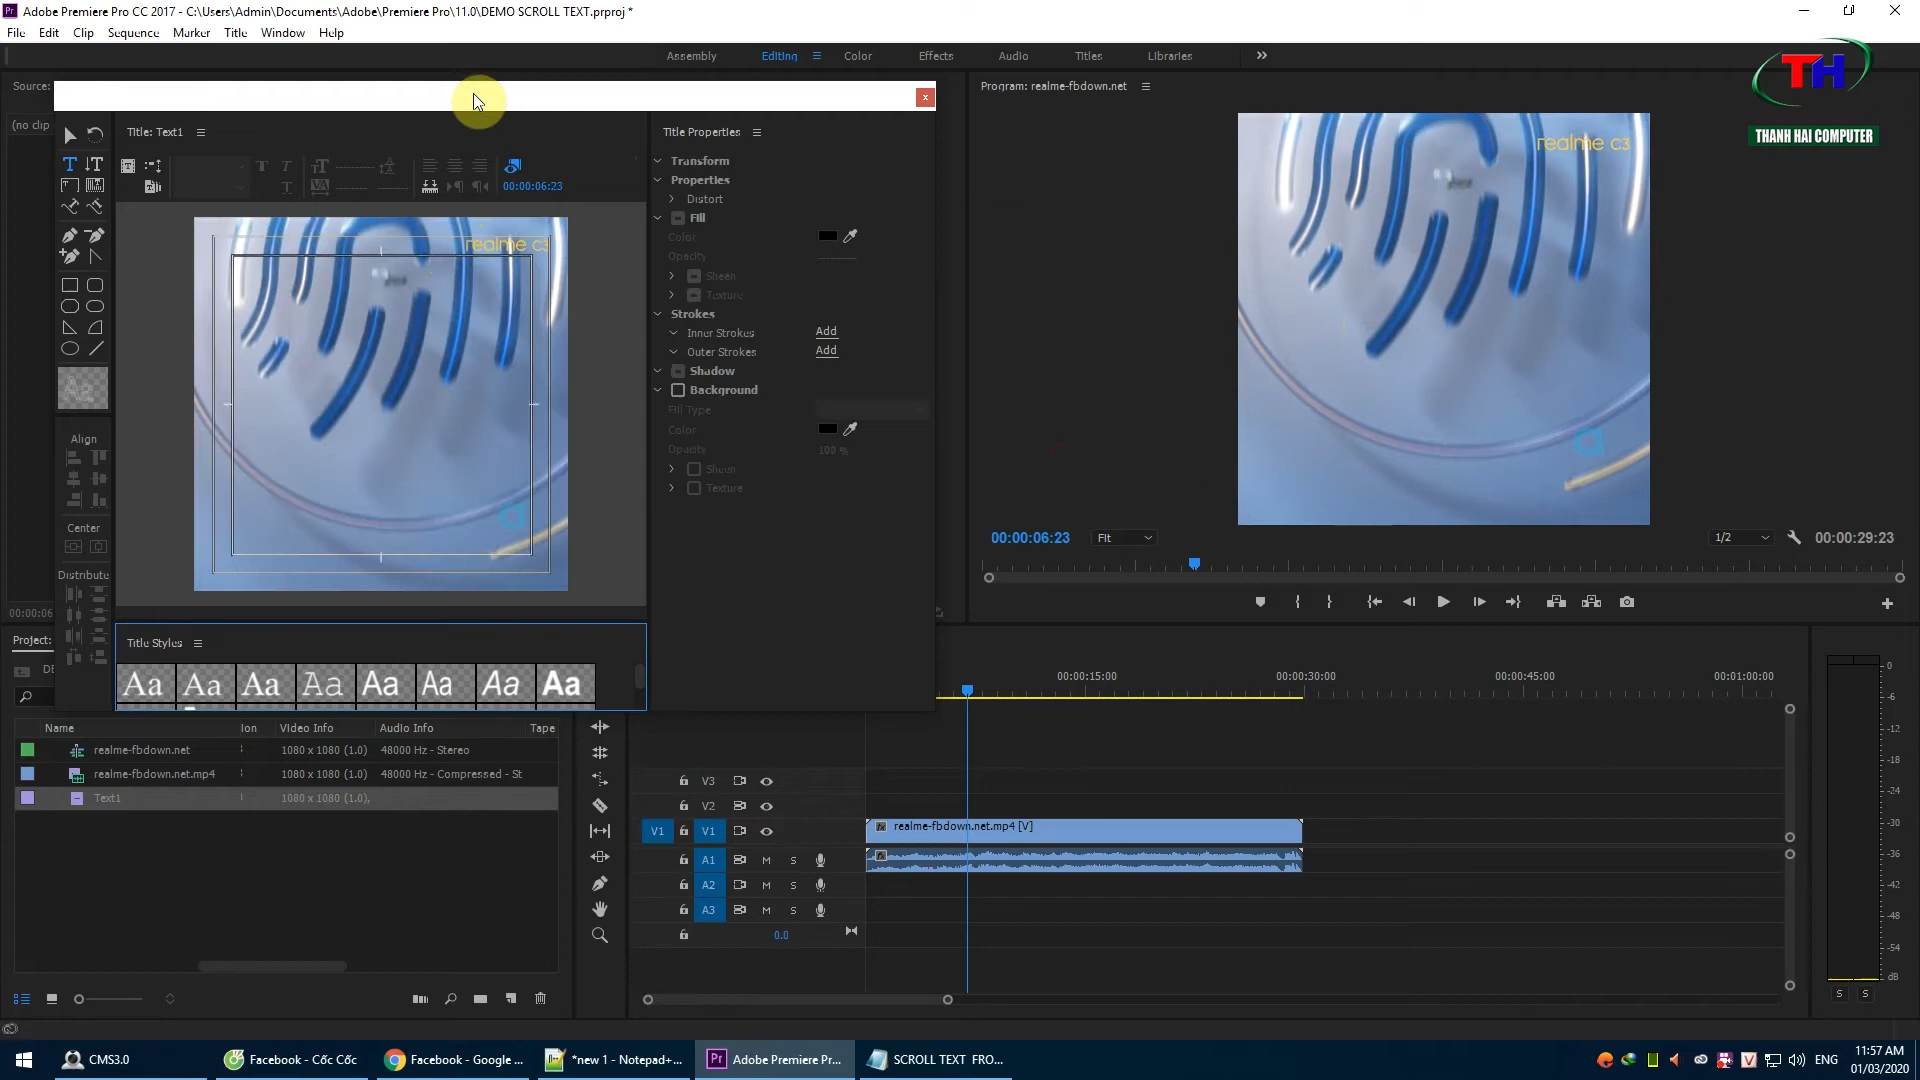 Adobe Premiere Pro CC 2017 - C:\Users\Admin\Documents\Adobe\Premiere Pro\11.0\DEMO SCROLL TEXT.prproj *
File Edit Clip Sequence Marker Title Window Help
Assembly Editing Color Effects Audio Titles Libraries
TH
THANH HAI COMPUTER
Source:
(no clip
Title: Text1
00:00:06:23
realme c3
Title Properties
Transform
Properties
Distort
Fill
Color
Opacity
Sheen
Texture
Strokes
Inner Strokes Add
Outer Strokes Add
Shadow
Background
Fill Type
Color
Opacity 100 %
Sheen
Texture
Align
Center
Distribute
Title Styles
Aa Aa Aa Aa Aa Aa Aa Aa
Program: realme-fbdown.net
realme c3
00:00:06:23 Fit 1/2 00:00:29:23
00:00:06
Project:
DE
Name Video Info Audio Info Tape
realme-fbdown.net 1080 x 1080 (1.0) 48000 Hz - Stereo
realme-fbdown.net.mp4 1080 x 1080 (1.0) 48000 Hz - Compressed - St
Text1 1080 x 1080 (1.0),
00:00:15:00 00:00:30:00 00:00:45:00 00:01:00:00
V3
V2
V1 V1 realme-fbdown.net.mp4 [V]
A1 M S
A2 M S
A3 M S
0.0
0
-6
-12
-18
-24
-30
-36
-42
-48
-54
dB
S S
CMS3.0 Facebook - Cốc Cốc Facebook - Google ... *new 1 - Notepad+... Adobe Premiere Pr... SCROLL TEXT FRO... ENG
11:57 AM
01/03/2020